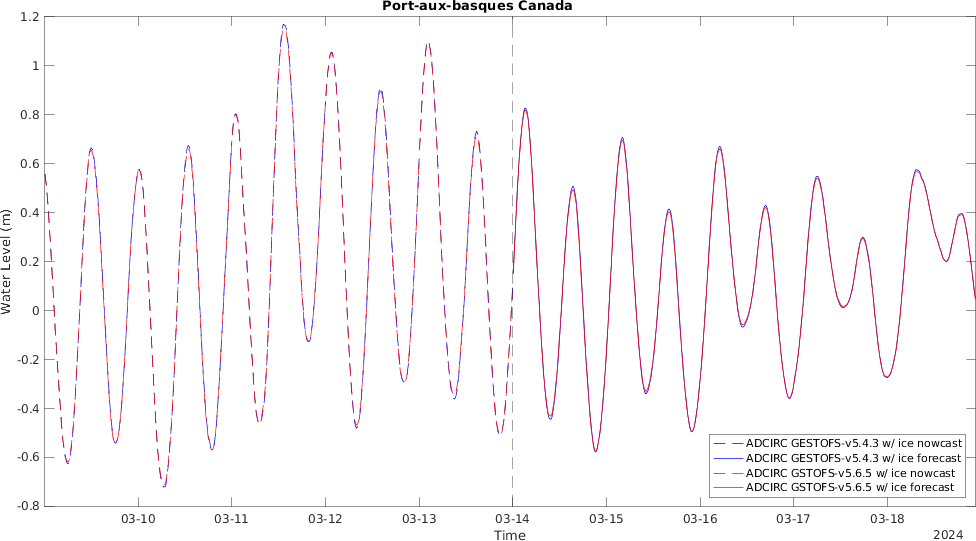 Port-aux-basques Canada
1.2
1
0.8
0.6
0.4
0.2
0
-0.2
-0.4
-0.6
-0.8
Water Level (m)
ADCIRC GESTOFS-v5.4.3 w/ ice nowcast
ADCIRC GESTOFS-v5.4.3 w/ ice forecast
ADCIRC GSTOFS-v5.6.5 w/ ice nowcast
ADCIRC GSTOFS-v5.6.5 w/ ice forecast
03-10 03-11 03-12 03-13 03-14 03-15 03-16 03-17 03-18
Time
2024